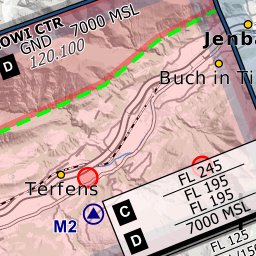 OWI CTR
GND 7000 MSL
D 120.100
Jenba
Buch in Ti
Terfens
M2
FL 245
C FL 195
FL 195
D 7000 MSL
FL 125